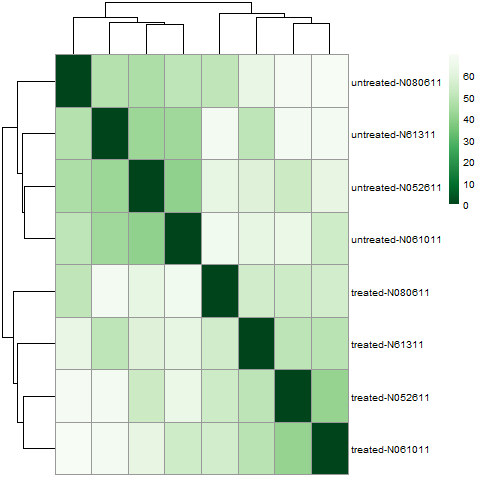 untreated-N080611
untreated-N61311
untreated-N052611
untreated-N061011
treated-N080611
treated-N61311
treated-N052611
treated-N061011
60
50
40
30
20
10
0